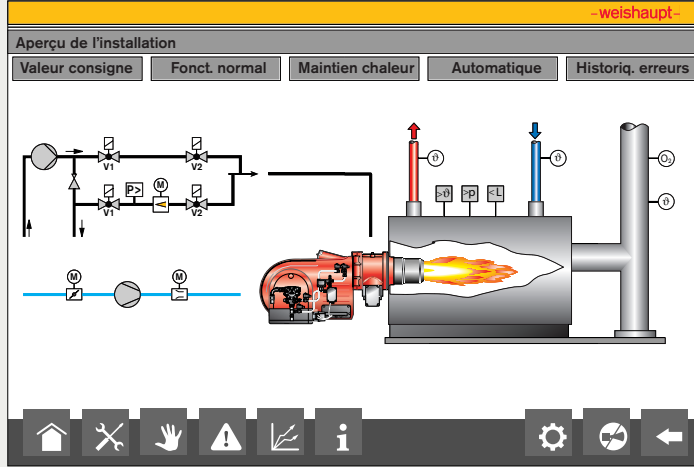 -weishaupt-
Aperçu de l'installation
Valeur consigne
Fonct. normal
Maintien chaleur
Automatique
Historiq. erreurs
V1
V2
ϑ
ϑ
O₂
M
P>
>ϑ
>p
<L
ϑ
V1
V2
M
M